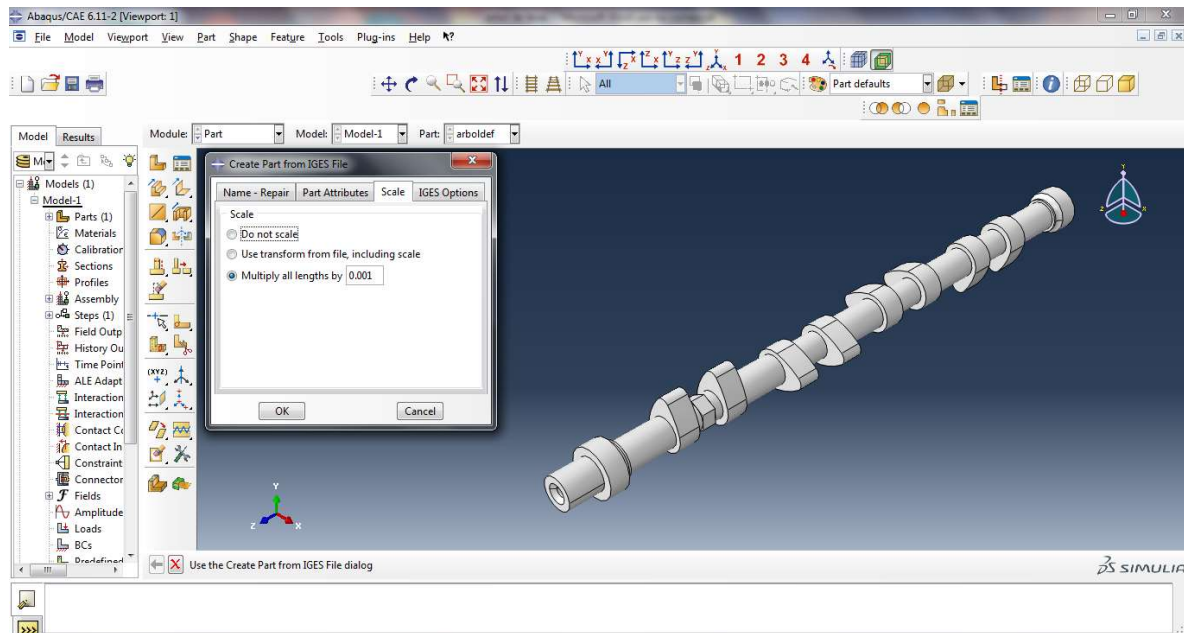 Abaqus/CAE 6.11-2 [Viewport: 1]
File Model Viewport View Part Shape Feature Tools Plug-ins Help
1 2 3 4
All Part defaults
Model Results Module: Part Model: Model-1 Part: arboldef
Models (1)
Model-1
Parts (1)
Materials
Calibration
Sections
Profiles
Assembly
Steps (1)
Field Outp
History Ou
Time Point
ALE Adapt
Interaction
Interaction
Contact Co
Contact In
Constraint
Connector
Fields
Amplitude
Loads
BCs
Predefined
(XYZ)
Create Part from IGES File
Name - Repair Part Attributes Scale IGES Options
Scale
Do not scale
Use transform from file, including scale
Multiply all lengths by 0.001
OK Cancel
Y
Z X
Y
Z X
Use the Create Part from IGES File dialog
SIMULIA
>>>